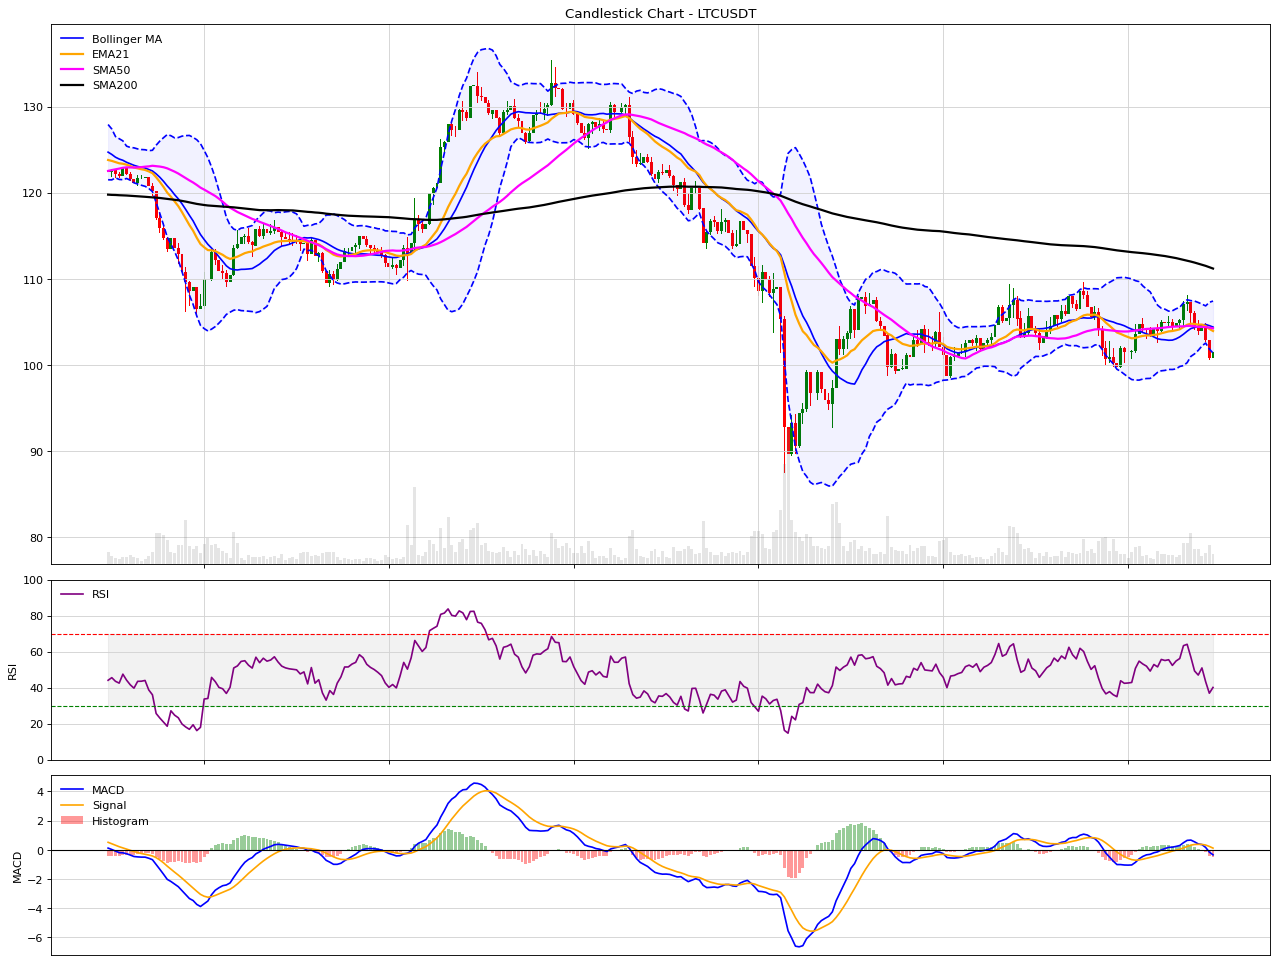 Candlestick Chart - LTCUSDT
Bollinger MA
EMA21
SMA50
SMA200
130
120
110
100
90
80
100
80
60
40
20
0
RSI
RSI
4
2
0
−2
−4
−6
MACD
MACD
Signal
Histogram